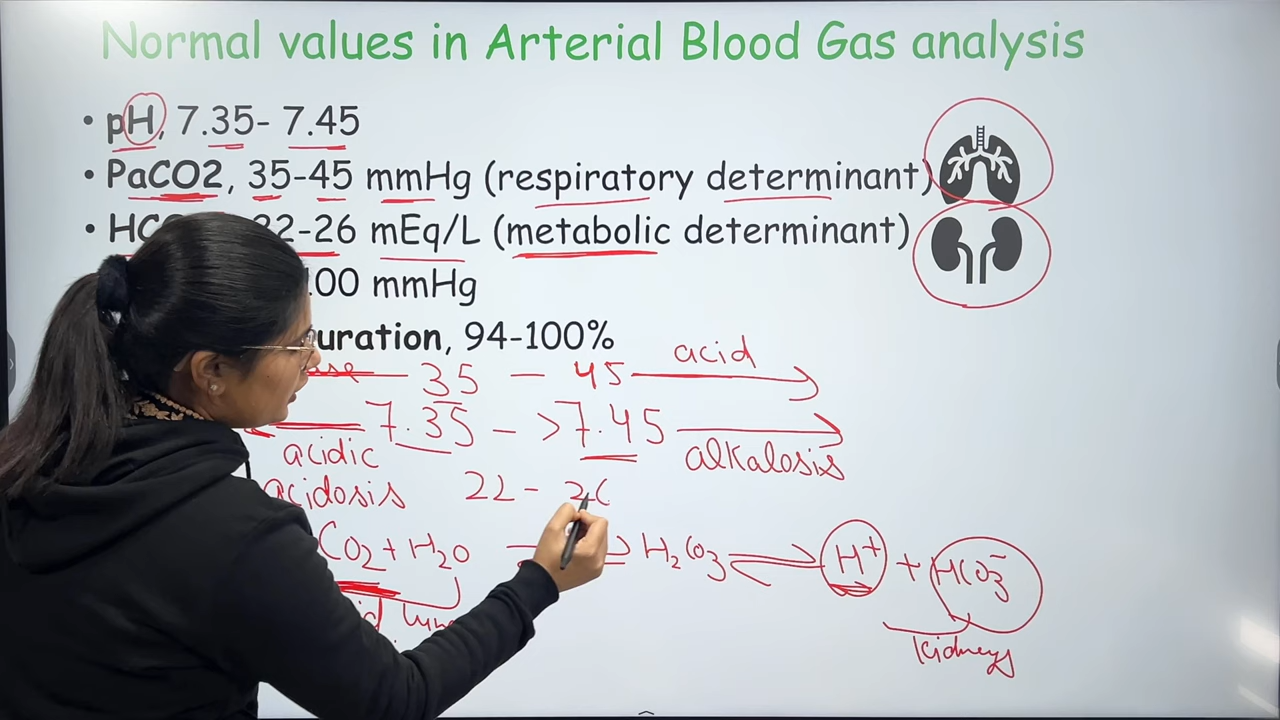 Normal values in Arterial Blood Gas analysis
• pH, 7.35- 7.45
• PaCO2, 35-45 mmHg (respiratory determinant)
• HC 22-26 mEq/L (metabolic determinant)
100 mmHg
uration, 94-100%
35 - 45 acid
7.35 - >7.45 alkalosis
acidic
acidosis 22 - 26
CO2 + H2O H2CO3 H+ + HCO3-
kidneys